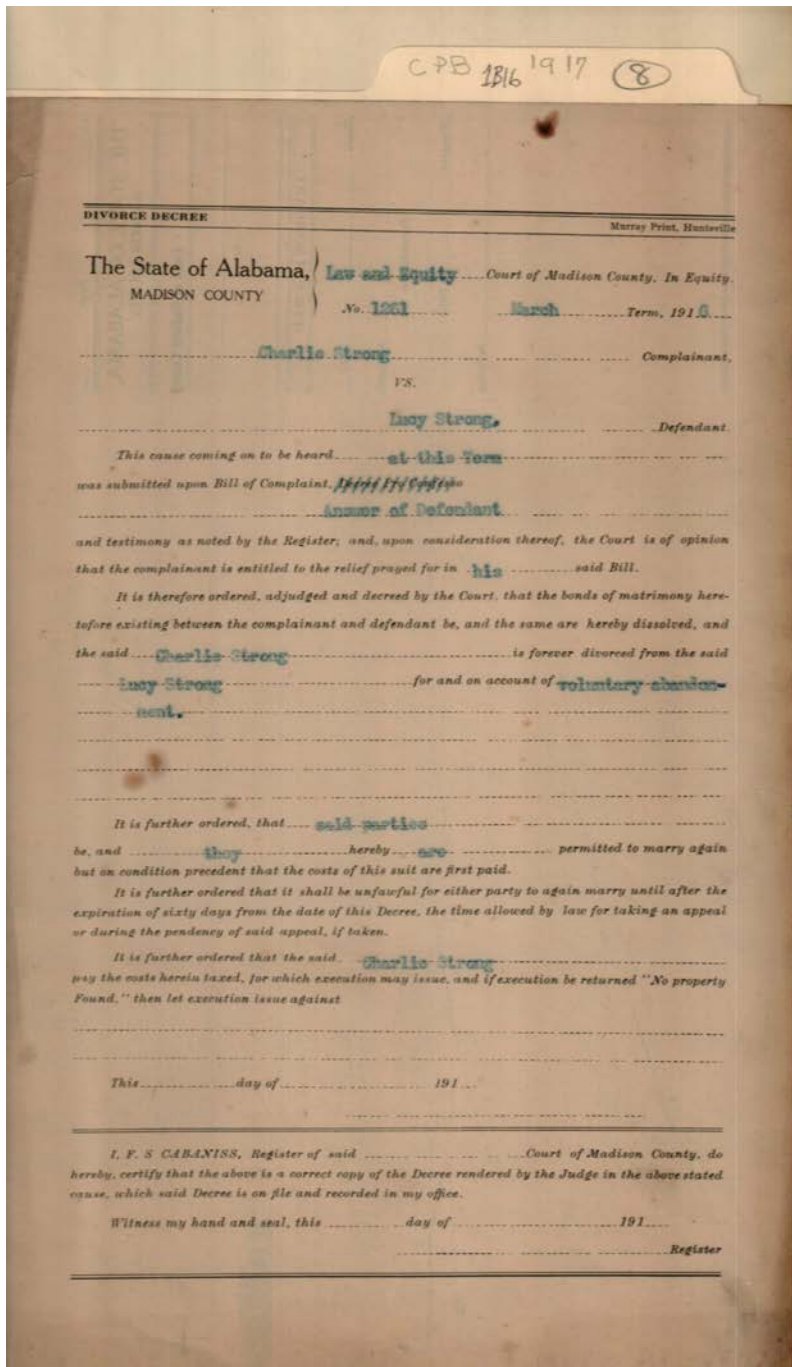 CPB 1B16 1917 8
DIVORCE DECREE
Murray Print, Huntsville
The State of Alabama, Law and Equity Court of Madison County, In Equity.
MADISON COUNTY
No. 1261 March Term, 1916
Charlie Strong Complainant,
VS.
Lucy Strong, Defendant.
This cause coming on to be heard at this Term
was submitted upon Bill of Complaint, Decree Pro Confesso
Answer of Defendant
and testimony as noted by the Register; and, upon consideration thereof, the Court is of opinion
that the complainant is entitled to the relief prayed for in his said Bill.
It is therefore ordered, adjudged and decreed by the Court, that the bonds of matrimony here-
tofore existing between the complainant and defendant be, and the same are hereby dissolved, and
the said Charlie Strong is forever divorced from the said
Lucy Strong for and on account of voluntary abandon-
ment.
It is further ordered, that said parties
be, and they hereby are permitted to marry again
but on condition precedent that the costs of this suit are first paid.
It is further ordered that it shall be unlawful for either party to again marry until after the
expiration of sixty days from the date of this Decree, the time allowed by law for taking an appeal
or during the pendency of said appeal, if taken.
It is further ordered that the said. Charlie Strong
pay the costs herein taxed, for which execution may issue, and if execution be returned "No property
Found," then let execution issue against
This day of 191
I, F. S CABANISS, Register of said Court of Madison County, do
hereby, certify that the above is a correct copy of the Decree rendered by the Judge in the above stated
cause, which said Decree is on file and recorded in my office.
Witness my hand and seal, this day of 191
Register